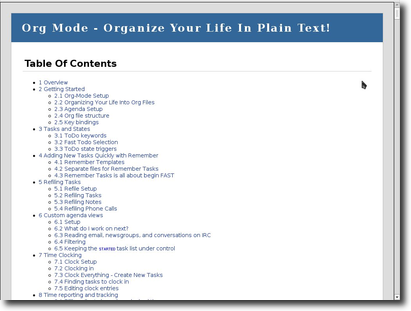 Org Mode - Organize Your Life In Plain Text!
Table Of Contents
1 Overview
2 Getting Started
2.1 Org-Mode Setup
2.2 Organizing Your Life Into Org Files
2.3 Agenda Setup
2.4 Org file structure
2.5 Key bindings
3 Tasks and States
3.1 ToDo keywords
3.2 Fast Todo Selection
3.3 ToDo state triggers
4 Adding New Tasks Quickly with Remember
4.1 Remember Templates
4.2 Separate files for Remember Tasks
4.3 Remember Tasks is all about begin FAST
5 Refiling Tasks
5.1 Refile Setup
5.2 Refiling Tasks
5.3 Refiling Notes
5.4 Refiling Phone Calls
6 Custom agenda views
6.1 Setup
6.2 What do I work on next?
6.3 Reading email, newsgroups, and conversations on IRC
6.4 Filtering
6.5 Keeping the STARTED task list under control
7 Time Clocking
7.1 Clock Setup
7.2 Clocking in
7.3 Clock Everything - Create New Tasks
7.4 Finding tasks to clock in
7.5 Editing clock entries
8 Time reporting and tracking